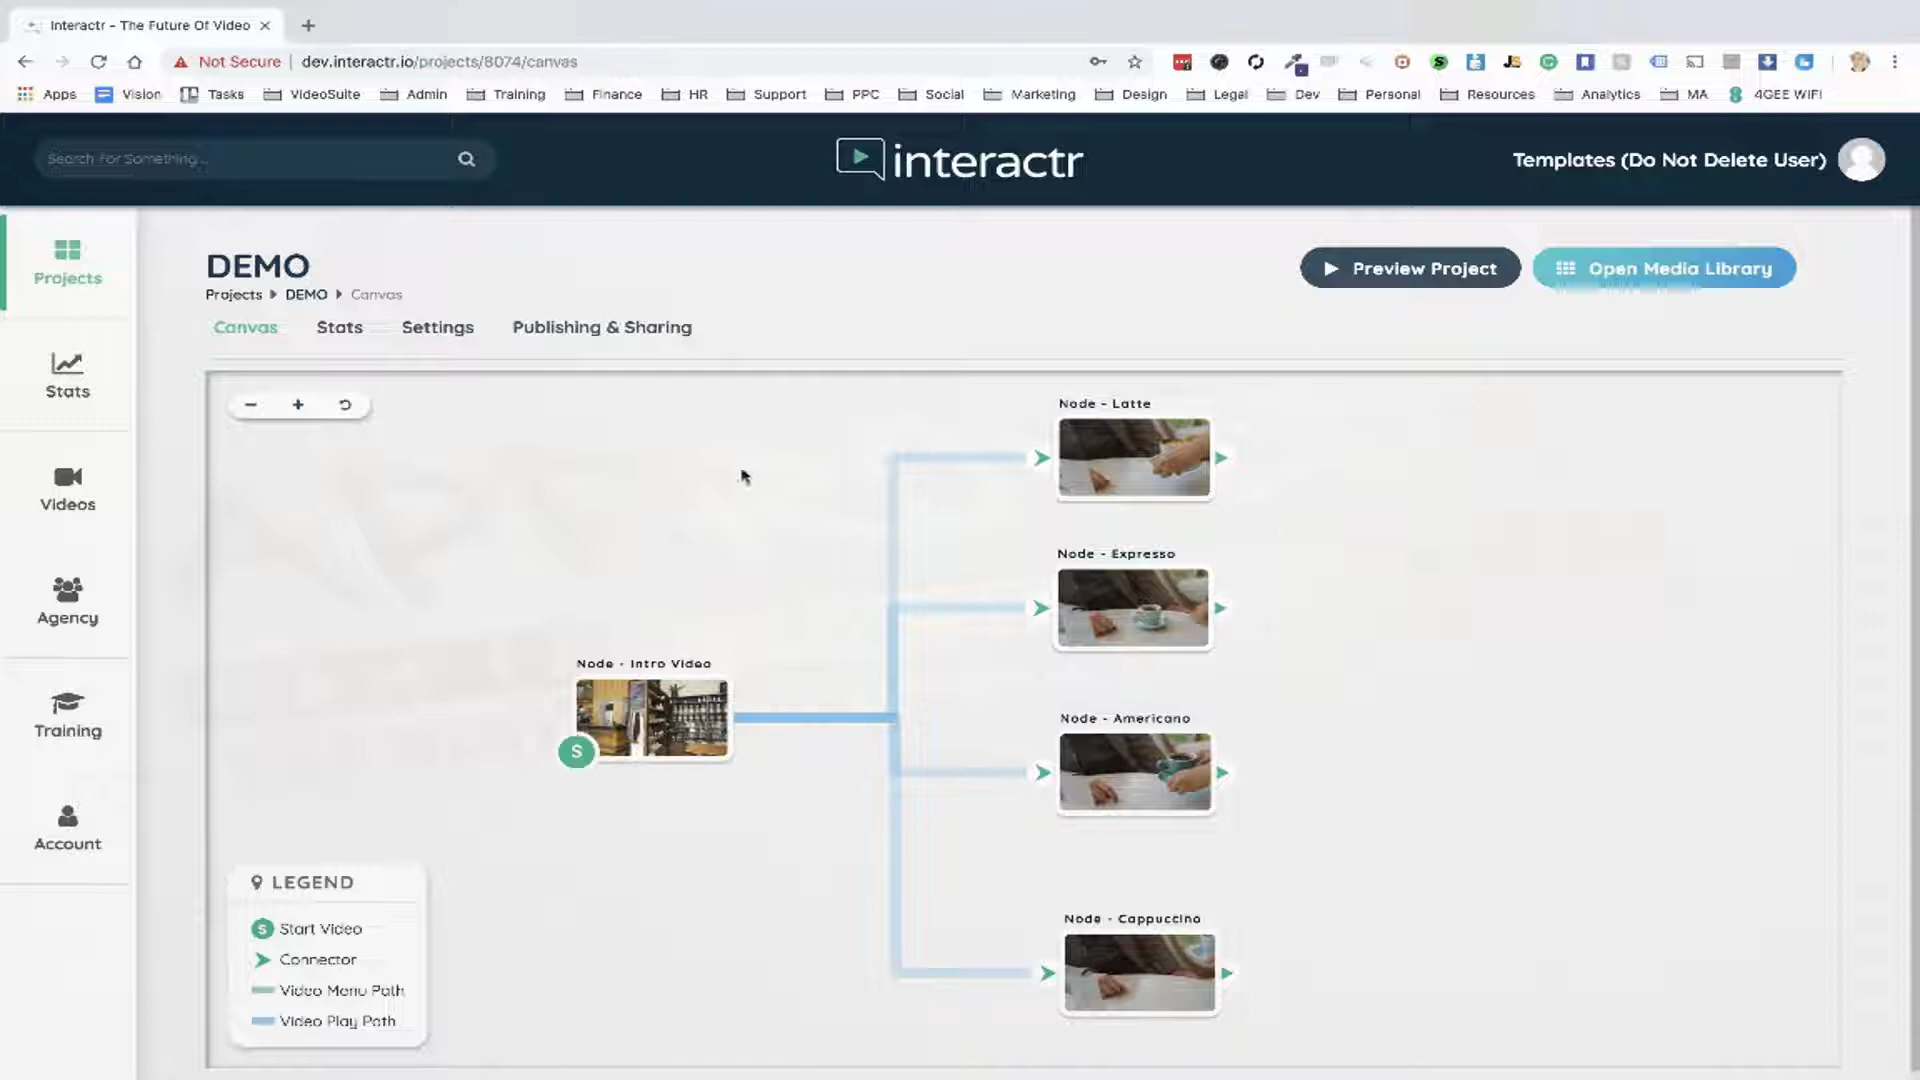 Interactr - The Future Of Video
Not Secure
dev.interactr.io/projects/8074/canvas
Apps Vision Tasks VideoSuite Admin Training Finance HR Support PPC Social Marketing Design Legal Dev Personal Resources Analytics MA 4GEE WIFI
Search For Something...
interactr
Templates (Do Not Delete User)
Projects
Stats
Videos
Agency
Training
Account
DEMO
Projects DEMO Canvas
Preview Project
Open Media Library
Canvas Stats Settings Publishing & Sharing
Node - Latte
Node - Expresso
Node - Intro Video
S
Node - Americano
Node - Cappuccino
LEGEND
S Start Video
Connector
Video Menu Path
Video Play Path